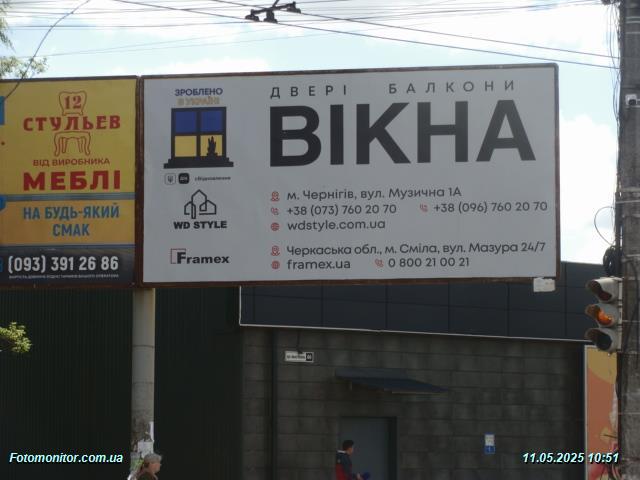 12
СТУЛЬЕВ
ВІД ВИРОБНИКА
МЕБЛІ
НА БУДЬ-ЯКИЙ
СМАК
(093) 391 26 86
ЗРОБЛЕНО
В УКРАЇНІ
єВідновлення
WD STYLE
Framex
ДВЕРІ БАЛКОНИ
ВІКНА
м. Чернігів, вул. Музична 1А
+38 (073) 760 20 70 +38 (096) 760 20 70
wdstyle.com.ua
Черкаська обл., м. Сміла, вул. Мазура 24/7
framex.ua 0 800 21 00 21
Fotomonitor.com.ua
11.05.2025 10:51